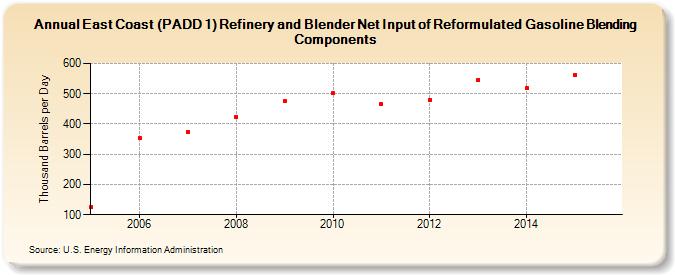 Annual East Coast (PADD 1) Refinery and Blender Net Input of Reformulated Gasoline Blending
Components
Thousand Barrels per Day
600
500
400
300
200
100
2006
2008
2010
2012
2014
Source: U.S. Energy Information Administration